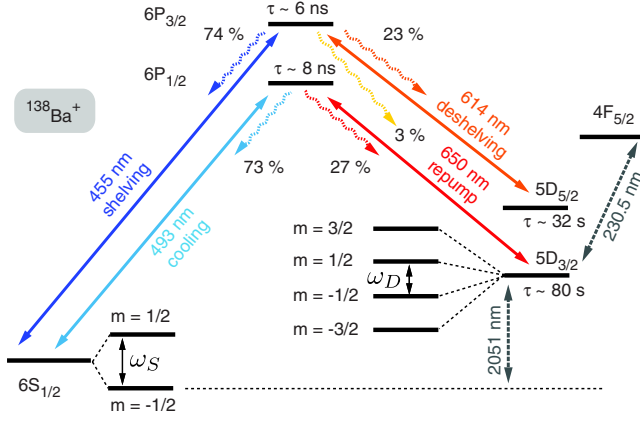 6P3/2
τ ~ 6 ns
74 %
23 %
6P1/2
τ ~ 8 ns
138Ba+
614 nm
deshelving
4F5/2
3 %
73 %
27 %
650 nm
repump
455 nm
shelving
493 nm
cooling
5D5/2
τ ~ 32 s
230.5 nm
m = 3/2
m = 1/2
ωD
m = -1/2
m = -3/2
5D3/2
τ ~ 80 s
2051 nm
m = 1/2
ωS
6S1/2
m = -1/2